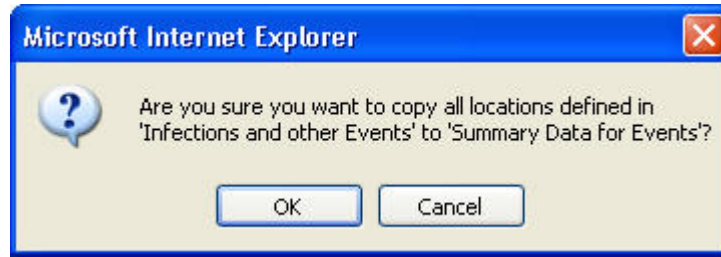 Microsoft Internet Explorer
Are you sure you want to copy all locations defined in
'Infections and other Events' to 'Summary Data for Events'?
OK
Cancel